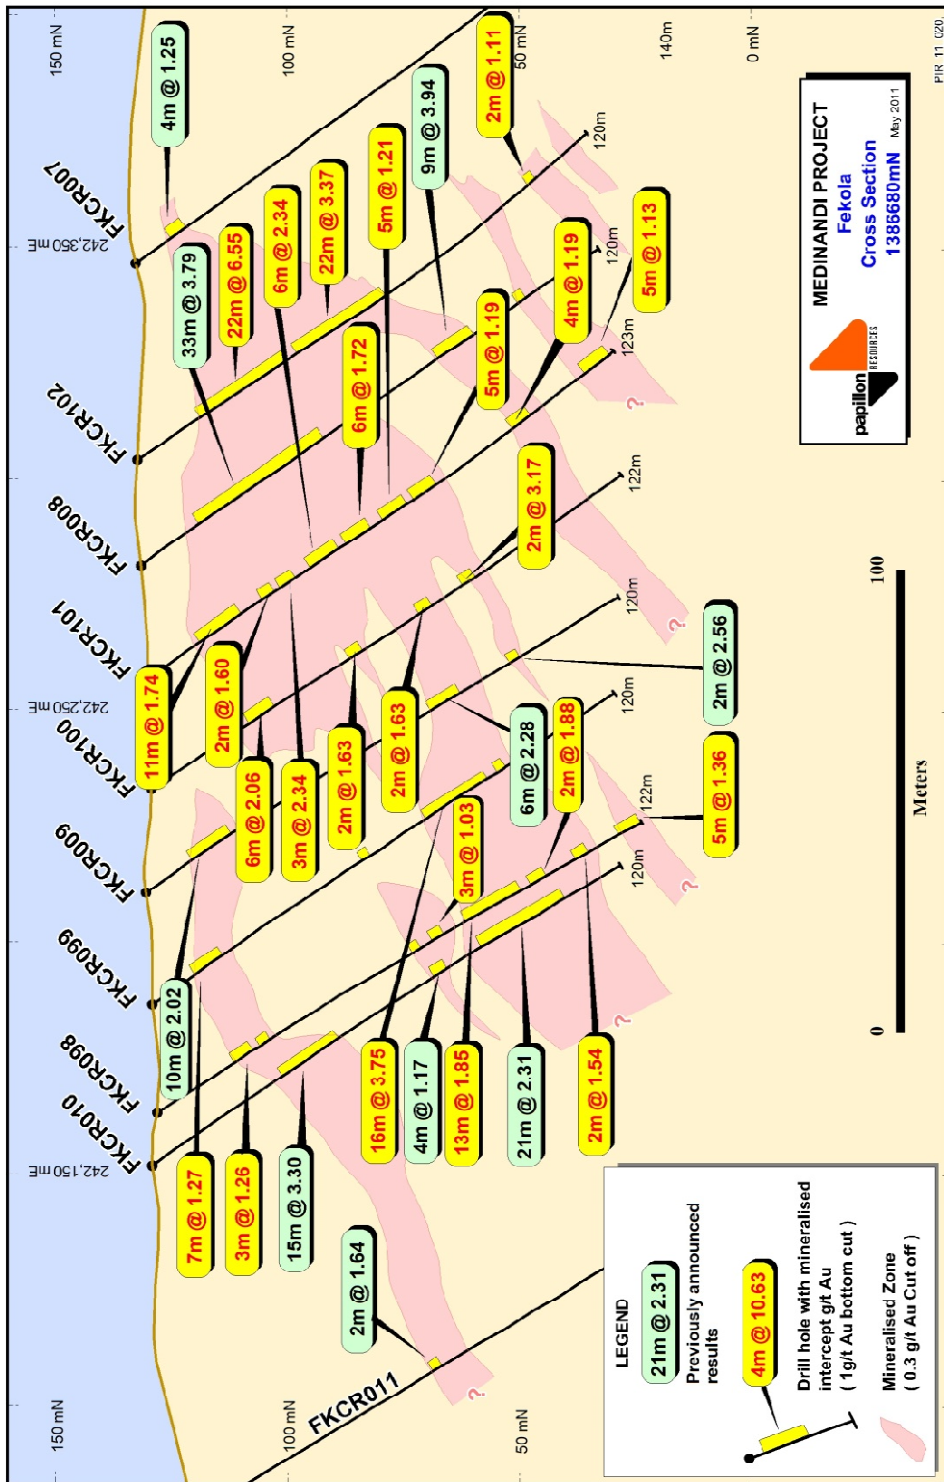 150 mN
150 mN
242,150 mE
242,250 mE
242,350 mE
FKCR010
FKCR098
FKCR099
FKCR009
FKCR100
FKCR101
FKCR008
FKCR102
FKCR007
FKCR011
100 mN
100 mN
50 mN
50 mN
0 mN
7m @ 1.27
3m @ 1.26
15m @ 3.30
2m @ 1.64
10m @ 2.02
16m @ 3.75
4m @ 1.17
13m @ 1.85
21m @ 2.31
2m @ 1.54
11m @ 1.74
2m @ 1.60
6m @ 2.06
3m @ 2.34
2m @ 1.63
2m @ 1.63
3m @ 1.03
6m @ 2.28
2m @ 1.88
5m @ 1.36
2m @ 2.56
33m @ 3.79
22m @ 6.55
6m @ 2.34
22m @ 3.37
6m @ 1.72
5m @ 1.21
9m @ 3.94
5m @ 1.19
2m @ 3.17
4m @ 1.19
5m @ 1.13
4m @ 1.25
2m @ 1.11
120m
122m
120m
120m
122m
123m
120m
120m
140m
?
?
?
?
?
LEGEND
21m @ 2.31
Previously announced
results
4m @ 10.63
Drill hole with mineralised
intercept g/t Au
( 1g/t Au bottom cut )
Mineralised Zone
( 0.3 g/t Au Cut off )
0
100
Meters
papillon
RESOURCES
MEDINANDI PROJECT
Fekola
Cross Section
1386680mN
May 2011
PIR_11_020